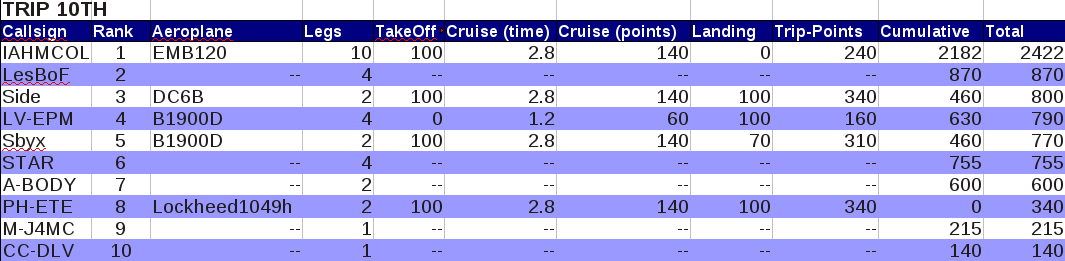 TRIP 10TH
Callsign Rank Aeroplane Legs TakeOff Cruise (time) Cruise (points) Landing Trip-Points Cumulative Total
IAHMCOL 1 EMB120 10 100 2.8 140 0 240 2182 2422
LesBoF 2 -- 4 -- -- -- -- -- 870 870
Side 3 DC6B 2 100 2.8 140 100 340 460 800
LV-EPM 4 B1900D 4 0 1.2 60 100 160 630 790
Sbyx 5 B1900D 2 100 2.8 140 70 310 460 770
STAR 6 -- 4 -- -- -- -- -- 755 755
A-BODY 7 -- 2 -- -- -- -- -- 600 600
PH-ETE 8 Lockheed1049h 2 100 2.8 140 100 340 0 340
M-J4MC 9 -- 1 -- -- -- -- -- 215 215
CC-DLV 10 -- 1 -- -- -- -- -- 140 140